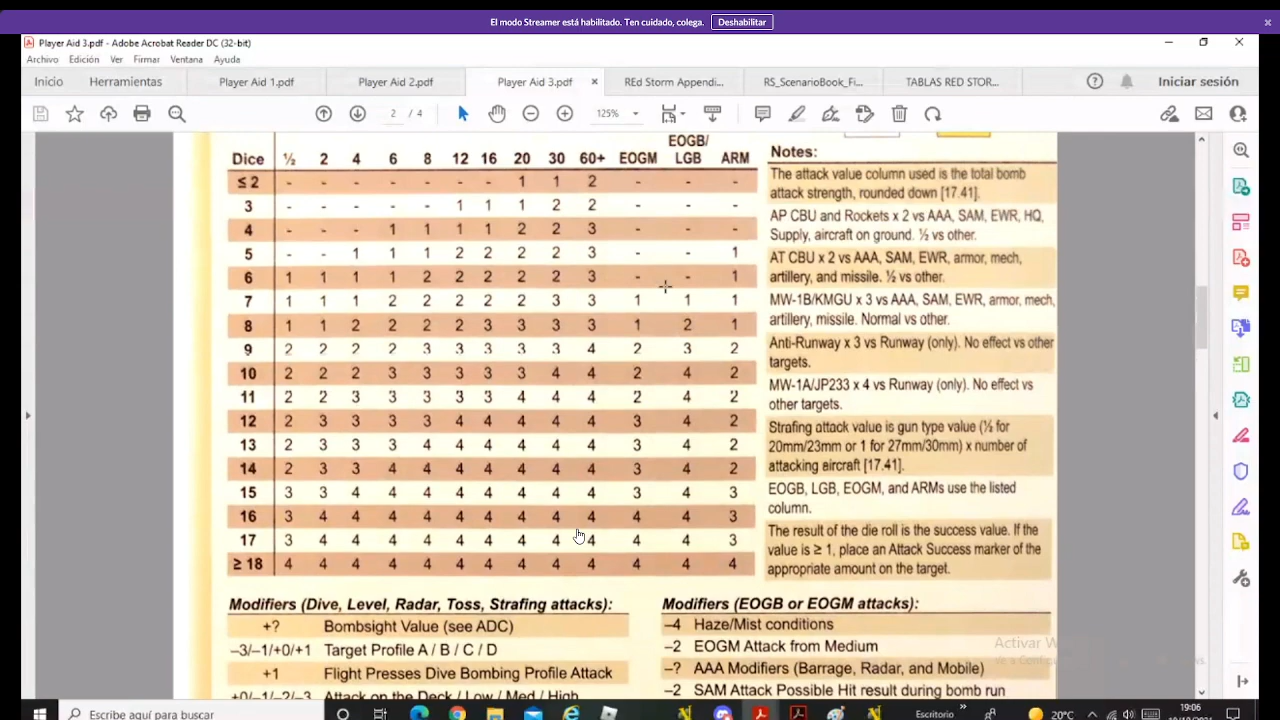 El modo Streamer está habilitado. Ten cuidado, colega. Deshabilitar
Player Aid 3.pdf - Adobe Acrobat Reader DC (32-bit)
Archivo Edición Ver Firmar Ventana Ayuda
Inicio Herramientas Player Aid 1.pdf Player Aid 2.pdf Player Aid 3.pdf REd Storm Appendi... RS_ScenarioBook_Fi... TABLAS RED STOR... Iniciar sesión
2 / 4 125%
EOGB/
Dice ½ 2 4 6 8 12 16 20 30 60+ EOGM LGB ARM
≤ 2 - - - - - - - 1 1 2 - - -
3 - - - - - 1 1 1 2 2 - - -
4 - - - 1 1 1 1 2 2 3 - - -
5 - - 1 1 1 2 2 2 2 3 - - 1
6 1 1 1 1 2 2 2 2 2 3 - - 1
7 1 1 1 2 2 2 2 2 3 3 1 1 1
8 1 1 2 2 2 2 3 3 3 3 1 2 1
9 2 2 2 2 3 3 3 3 3 4 2 3 2
10 2 2 2 3 3 3 3 3 4 4 2 4 2
11 2 2 3 3 3 3 3 4 4 4 2 4 2
12 2 3 3 3 3 4 4 4 4 4 3 4 2
13 2 3 3 3 4 4 4 4 4 4 3 4 2
14 2 3 3 4 4 4 4 4 4 4 3 4 2
15 3 3 4 4 4 4 4 4 4 4 3 4 3
16 3 4 4 4 4 4 4 4 4 4 4 4 3
17 3 4 4 4 4 4 4 4 4 4 4 4 3
≥ 18 4 4 4 4 4 4 4 4 4 4 4 4 4
Notes:
The attack value column used is the total bomb
attack strength, rounded down [17.41].
AP CBU and Rockets x 2 vs AAA, SAM, EWR, HQ,
Supply, aircraft on ground. ½ vs other.
AT CBU x 2 vs AAA, SAM, EWR, armor, mech,
artillery, and missile. ½ vs other.
MW-1B/KMGU x 3 vs AAA, SAM, EWR, armor, mech,
artillery, missile. Normal vs other.
Anti-Runway x 3 vs Runway (only). No effect vs other
targets.
MW-1A/JP233 x 4 vs Runway (only). No effect vs
other targets.
Strafing attack value is gun type value (½ for
20mm/23mm or 1 for 27mm/30mm) x number of
attacking aircraft [17.41].
EOGB, LGB, EOGM, and ARMs use the listed
column.
The result of the die roll is the success value. If the
value is ≥ 1, place an Attack Success marker of the
appropriate amount on the target.
Modifiers (Dive, Level, Radar, Toss, Strafing attacks):
+? Bombsight Value (see ADC)
–3/–1/+0/+1 Target Profile A / B / C / D
+1 Flight Presses Dive Bombing Profile Attack
+0/–1/–2/–3 Attack on the Deck / Low / Med / High
Modifiers (EOGB or EOGM attacks):
–4 Haze/Mist conditions
–2 EOGM Attack from Medium
–? AAA Modifiers (Barrage, Radar, and Mobile)
–2 SAM Attack Possible Hit result during bomb run
Activar
Escribe aquí para buscar
Escritorio
20°C
19:06